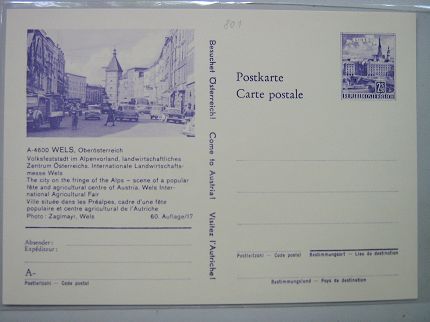 801
A-4600 WELS, Oberösterreich
Volksfeststadt im Alpenvorland, landwirtschaftliches
Zentrum Österreichs. Internationale Landwirtschafts-
messe Wels
The city on the fringe of the Alps – scene of a popular
fête and agricultural centre of Austria. Wels Inter-
national Agricultural Fair
Ville située dans les Préalpes, cadre d'une fête
populaire et centre agricultural de l'Autriche
Photo: Zaglmayr, Wels 60. Auflage/17
Absender:
Expéditeur:
A-
Postleitzahl – Code postal
Besuchet Österreich! Come to Austria! Visitez l'Autriche!
Postkarte
Carte postale
REPUBLIK ÖSTERREICH
Postleitzahl – Code postal Bestimmungsort – Lieu de destination
Bestimmungsland – Pays de destination